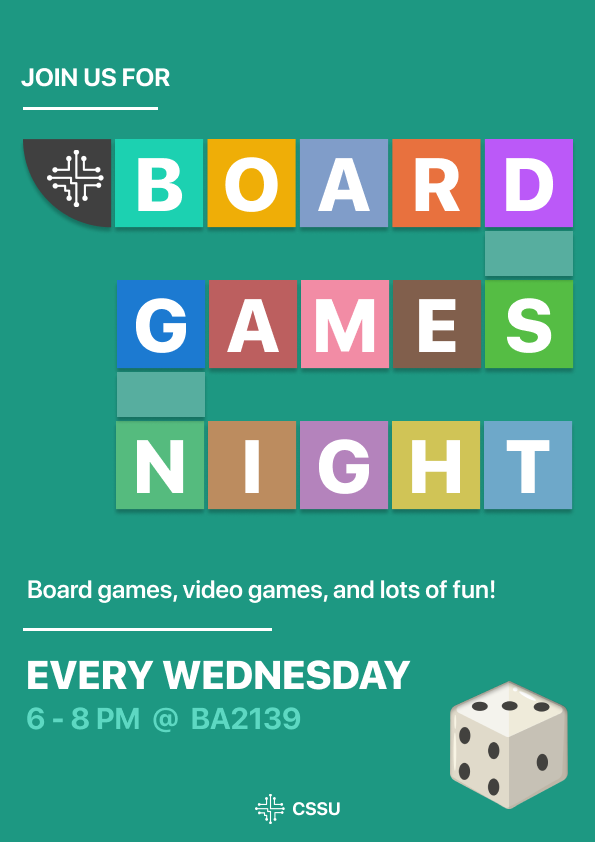 JOIN US FOR
BOARD
GAMES
NIGHT
Board games, video games, and lots of fun!
EVERY WEDNESDAY
6 - 8 PM @ BA2139
CSSU